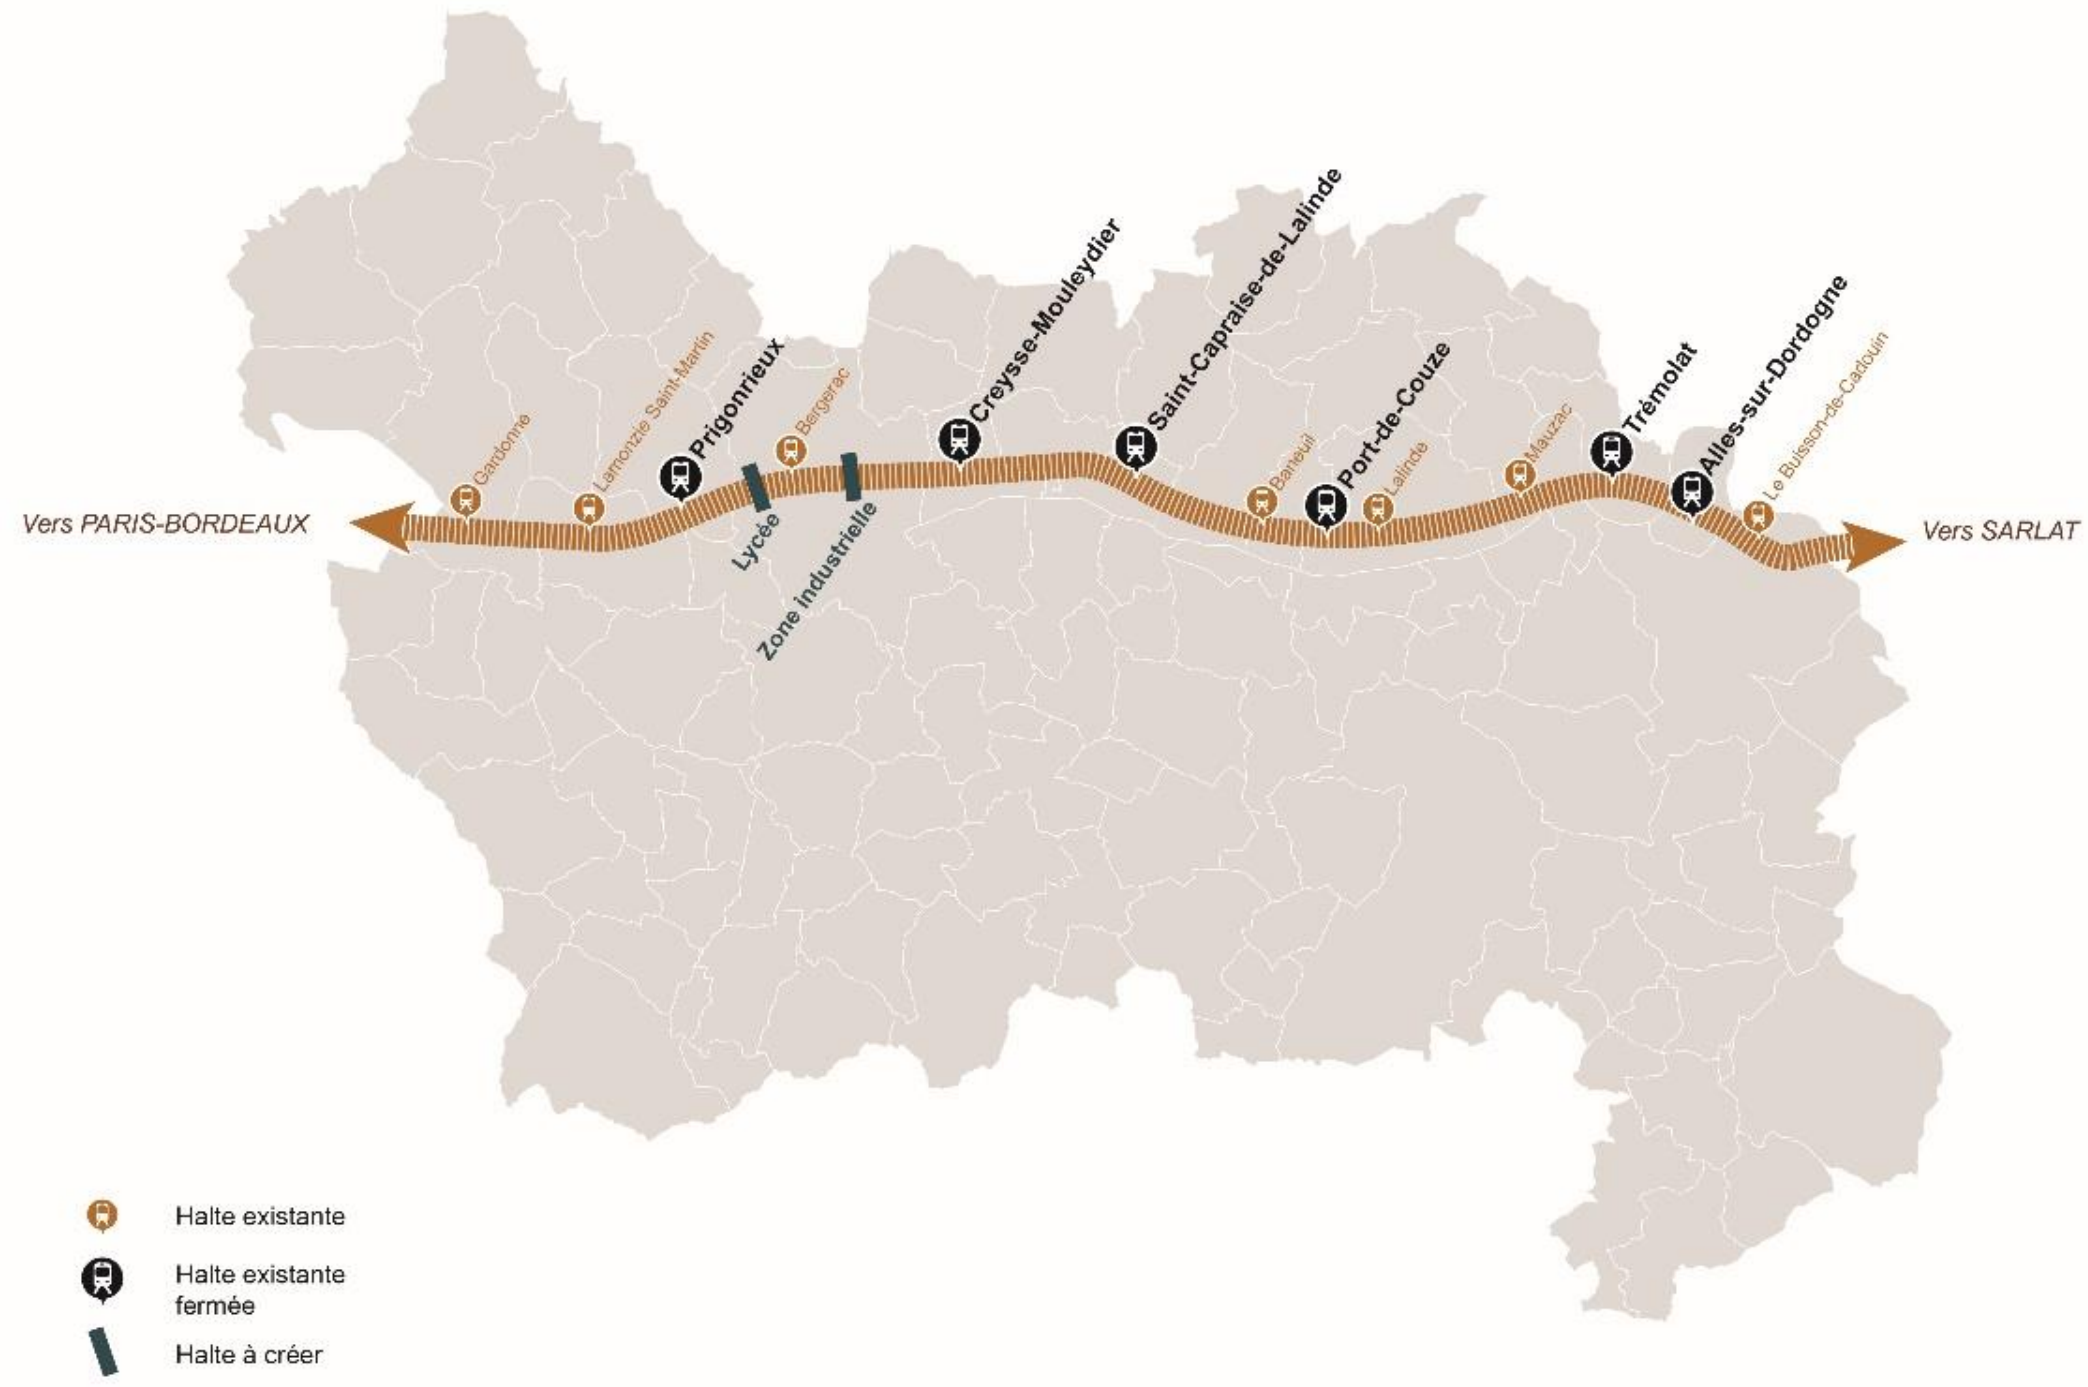 Gardonne
Lamonzie Saint-Martin
Prigonrieux
Lycée
Bergerac
Zone industrielle
Creysse-Mouleydier
Saint-Capraise-de-Lalinde
Baneuil
Port-de-Couze
Lalinde
Mauzac
Trémolat
Alles-sur-Dordogne
Le Buisson-de-Cadouin
Vers PARIS-BORDEAUX
Vers SARLAT
Halte existante
Halte existante
fermée
Halte à créer